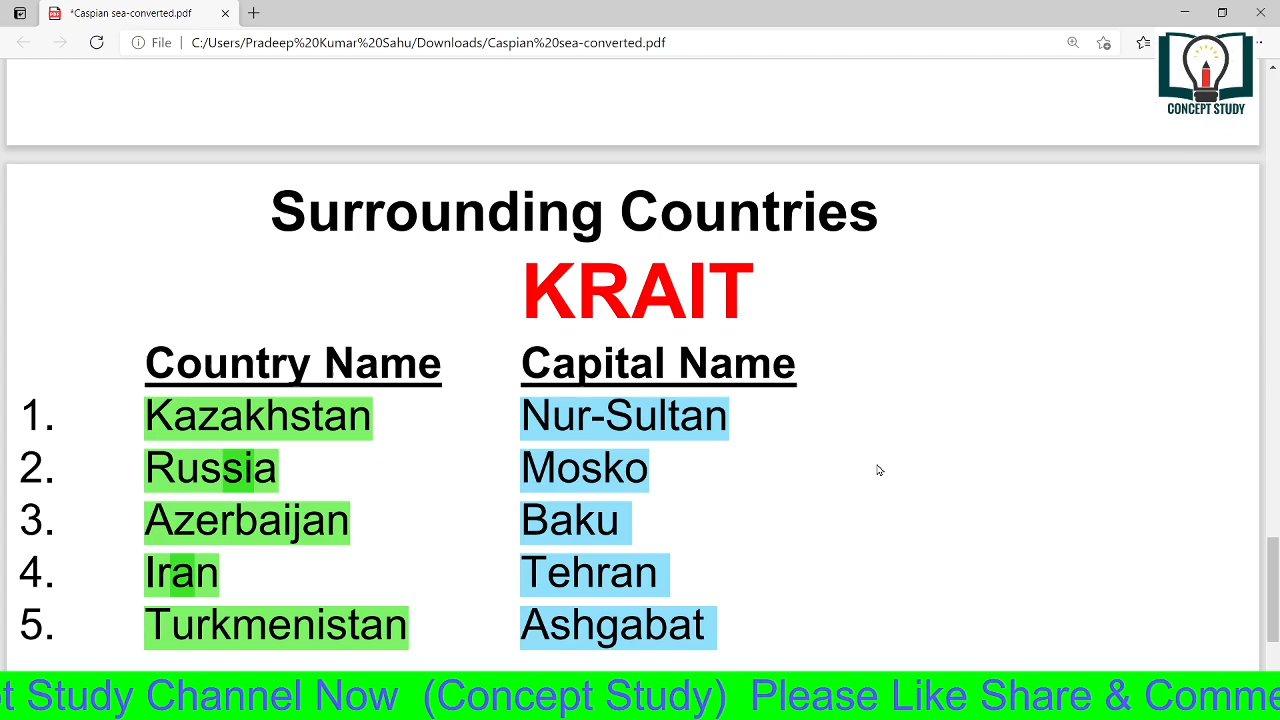 *Caspian sea-converted.pdf
File C:/Users/Pradeep%20Kumar%20Sahu/Downloads/Caspian%20sea-converted.pdf
CONCEPT STUDY
Surrounding Countries
KRAIT
Country Name Capital Name
1. Kazakhstan Nur-Sultan
2. Russia Mosko
3. Azerbaijan Baku
4. Iran Tehran
5. Turkmenistan Ashgabat
t Study Channel Now (Concept Study) Please Like Share & Comme